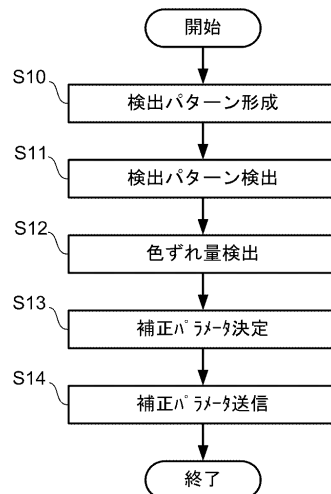 開始
S10
検出パターン形成
S11
検出パターン検出
S12
色ずれ量検出
S13
補正ﾊﾟﾗﾒｰﾀ決定
S14
補正ﾊﾟﾗﾒｰﾀ送信
終了